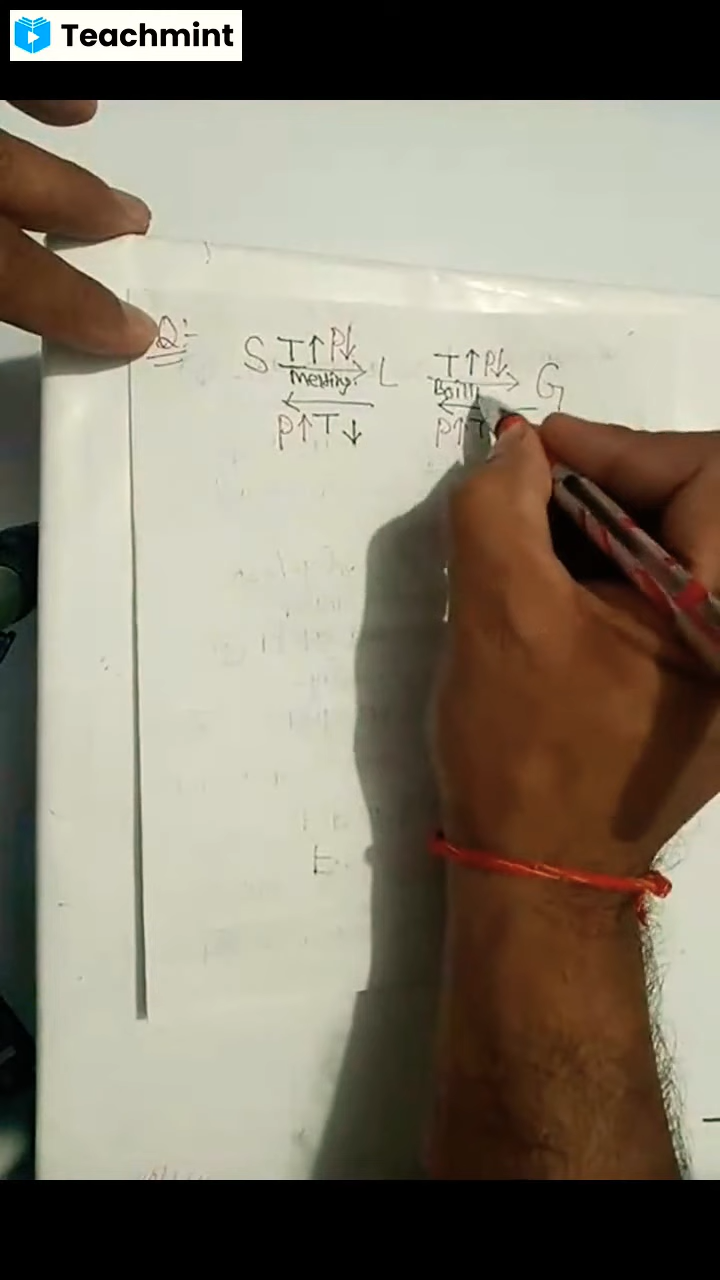 Teachmint
Q:-
S T↑ P↓ L T↑ P↓ G
Melting
P↑ T↓ P↑ T